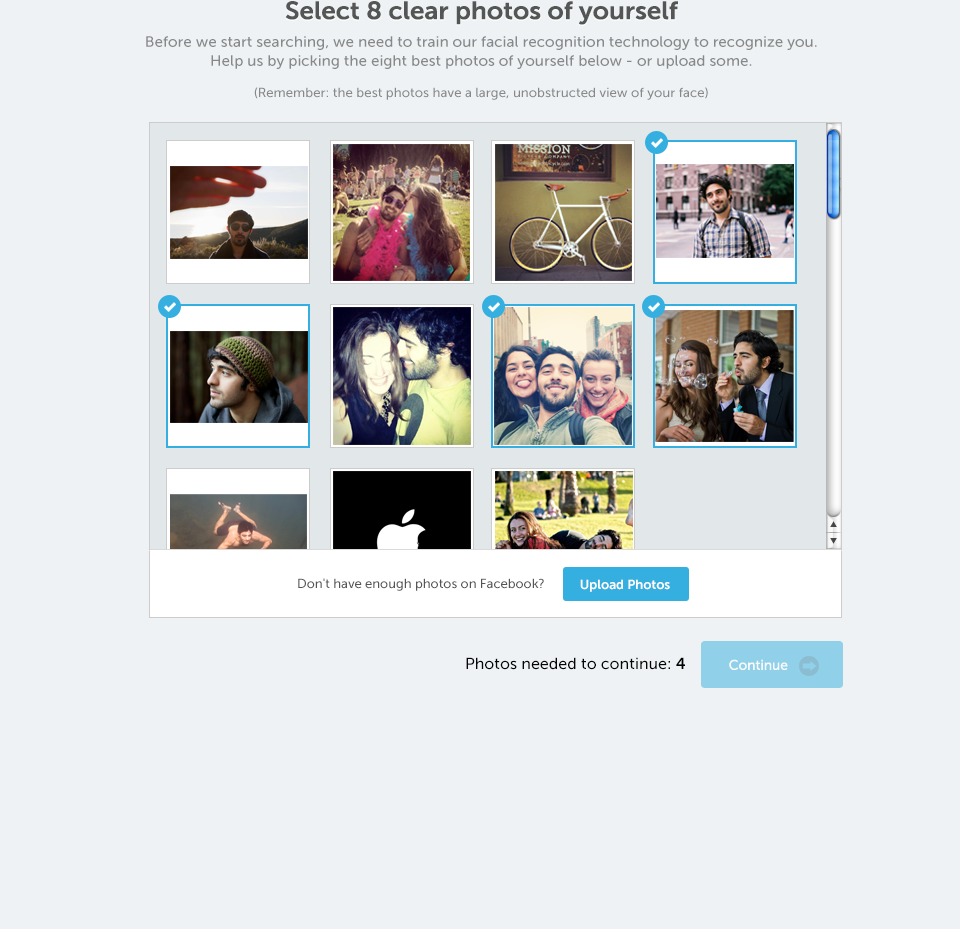 Select 8 clear photos of yourself
Before we start searching, we need to train our facial recognition technology to recognize you.
Help us by picking the eight best photos of yourself below - or upload some.
(Remember: the best photos have a large, unobstructed view of your face)
MISSION
Don't have enough photos on Facebook?
Upload Photos
Photos needed to continue: 4
Continue